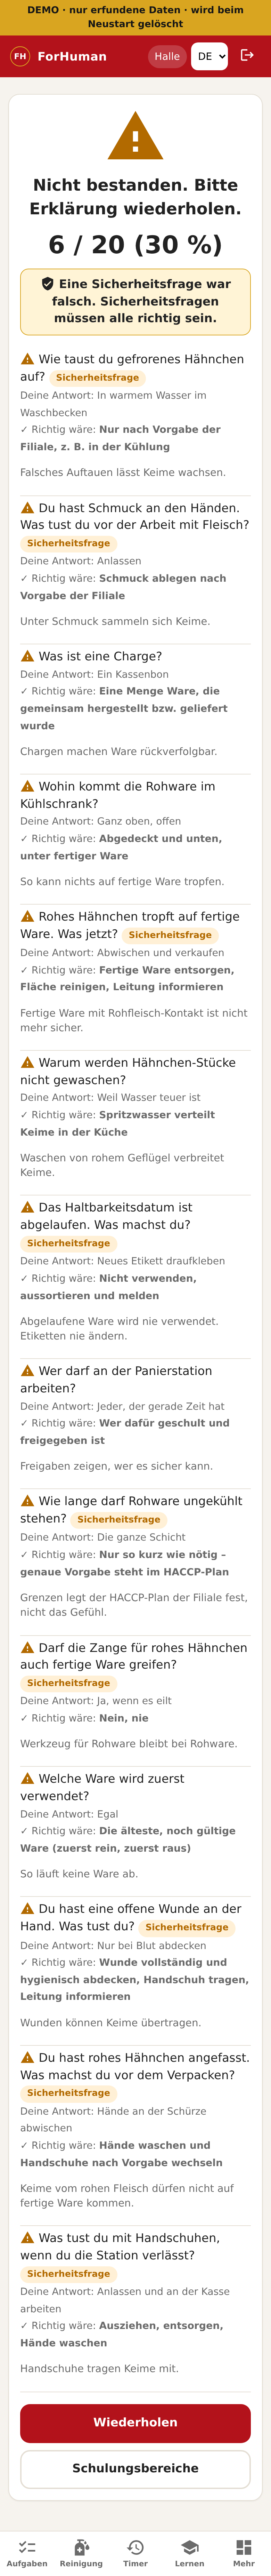 DEMO · nur erfundene Daten · wird beim
Neustart gelöscht
FH ForHuman Halle DE
Nicht bestanden. Bitte
Erklärung wiederholen.
6 / 20 (30 %)
Eine Sicherheitsfrage war
falsch. Sicherheitsfragen
müssen alle richtig sein.
Wie taust du gefrorenes Hähnchen
auf? Sicherheitsfrage
Deine Antwort: In warmem Wasser im
Waschbecken
✓ Richtig wäre: Nur nach Vorgabe der
Filiale, z. B. in der Kühlung
Falsches Auftauen lässt Keime wachsen.
Du hast Schmuck an den Händen.
Was tust du vor der Arbeit mit Fleisch?
Sicherheitsfrage
Deine Antwort: Anlassen
✓ Richtig wäre: Schmuck ablegen nach
Vorgabe der Filiale
Unter Schmuck sammeln sich Keime.
Was ist eine Charge?
Deine Antwort: Ein Kassenbon
✓ Richtig wäre: Eine Menge Ware, die
gemeinsam hergestellt bzw. geliefert
wurde
Chargen machen Ware rückverfolgbar.
Wohin kommt die Rohware im
Kühlschrank?
Deine Antwort: Ganz oben, offen
✓ Richtig wäre: Abgedeckt und unten,
unter fertiger Ware
So kann nichts auf fertige Ware tropfen.
Rohes Hähnchen tropft auf fertige
Ware. Was jetzt? Sicherheitsfrage
Deine Antwort: Abwischen und verkaufen
✓ Richtig wäre: Fertige Ware entsorgen,
Fläche reinigen, Leitung informieren
Fertige Ware mit Rohfleisch-Kontakt ist nicht
mehr sicher.
Warum werden Hähnchen-Stücke
nicht gewaschen?
Deine Antwort: Weil Wasser teuer ist
✓ Richtig wäre: Spritzwasser verteilt
Keime in der Küche
Waschen von rohem Geflügel verbreitet
Keime.
Das Haltbarkeitsdatum ist
abgelaufen. Was machst du?
Sicherheitsfrage
Deine Antwort: Neues Etikett draufkleben
✓ Richtig wäre: Nicht verwenden,
aussortieren und melden
Abgelaufene Ware wird nie verwendet.
Etiketten nie ändern.
Wer darf an der Panierstation
arbeiten?
Deine Antwort: Jeder, der gerade Zeit hat
✓ Richtig wäre: Wer dafür geschult und
freigegeben ist
Freigaben zeigen, wer es sicher kann.
Wie lange darf Rohware ungekühlt
stehen? Sicherheitsfrage
Deine Antwort: Die ganze Schicht
✓ Richtig wäre: Nur so kurz wie nötig –
genaue Vorgabe steht im HACCP-Plan
Grenzen legt der HACCP-Plan der Filiale fest,
nicht das Gefühl.
Darf die Zange für rohes Hähnchen
auch fertige Ware greifen?
Sicherheitsfrage
Deine Antwort: Ja, wenn es eilt
✓ Richtig wäre: Nein, nie
Werkzeug für Rohware bleibt bei Rohware.
Welche Ware wird zuerst
verwendet?
Deine Antwort: Egal
✓ Richtig wäre: Die älteste, noch gültige
Ware (zuerst rein, zuerst raus)
So läuft keine Ware ab.
Du hast eine offene Wunde an der
Hand. Was tust du? Sicherheitsfrage
Deine Antwort: Nur bei Blut abdecken
✓ Richtig wäre: Wunde vollständig und
hygienisch abdecken, Handschuh tragen,
Leitung informieren
Wunden können Keime übertragen.
Du hast rohes Hähnchen angefasst.
Was machst du vor dem Verpacken?
Sicherheitsfrage
Deine Antwort: Hände an der Schürze
abwischen
✓ Richtig wäre: Hände waschen und
Handschuhe nach Vorgabe wechseln
Keime vom rohen Fleisch dürfen nicht auf
fertige Ware kommen.
Was tust du mit Handschuhen,
wenn du die Station verlässt?
Sicherheitsfrage
Deine Antwort: Anlassen und an der Kasse
arbeiten
✓ Richtig wäre: Ausziehen, entsorgen,
Hände waschen
Handschuhe tragen Keime mit.
Wiederholen
Schulungsbereiche
Aufgaben Reinigung Timer Lernen Mehr